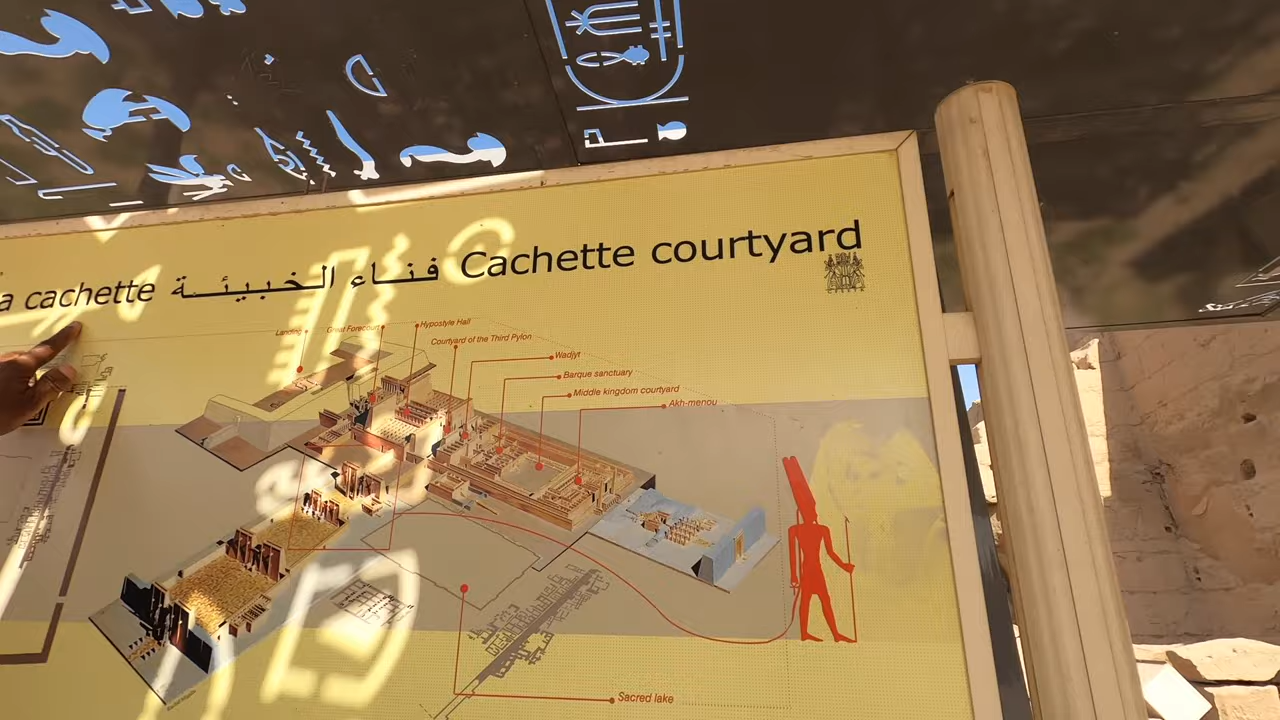 a cachette فناء الخبيئة Cachette courtyard
Landing
Great Forecourt
Hypostyle Hall
Courtyard of the Third Pylon
Wadjyt
Barque sanctuary
Middle kingdom courtyard
Akh-menou
Sacred lake